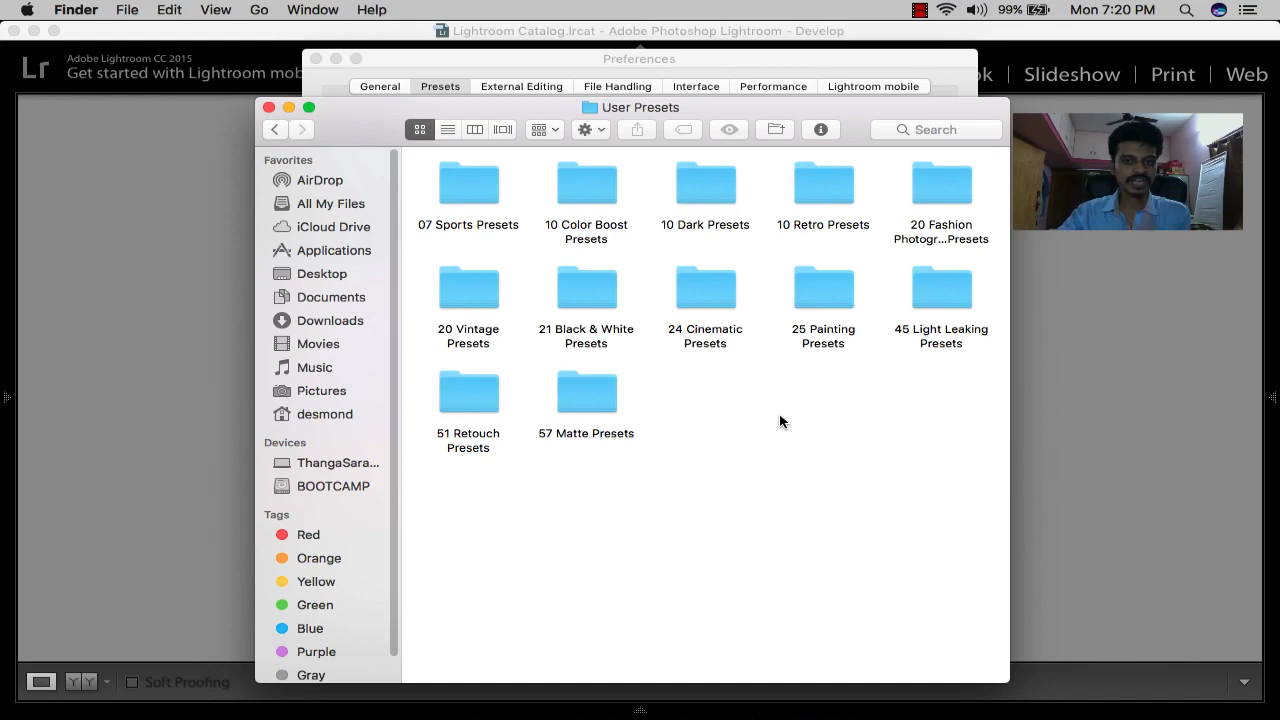 Finder File Edit View Go Window Help 99% Mon 7:20 PM
Lightroom Catalog.lrcat - Adobe Photoshop Lightroom - Develop
Lr Adobe Lightroom CC 2015
Get started with Lightroom mob
Slideshow Print Web
Preferences
General Presets External Editing File Handling Interface Performance Lightroom mobile
User Presets
Search
Favorites
AirDrop
All My Files
iCloud Drive
Applications
Desktop
Documents
Downloads
Movies
Music
Pictures
desmond
Devices
ThangaSara...
BOOTCAMP
Tags
Red
Orange
Yellow
Green
Blue
Purple
Gray
07 Sports Presets
10 Color Boost
Presets
10 Dark Presets
10 Retro Presets
20 Fashion
Photogr...Presets
20 Vintage
Presets
21 Black & White
Presets
24 Cinematic
Presets
25 Painting
Presets
45 Light Leaking
Presets
51 Retouch
Presets
57 Matte Presets
Soft Proofing